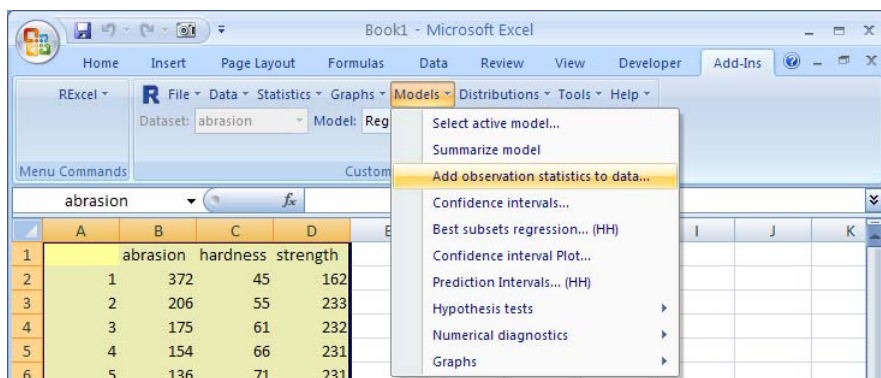 Book1 - Microsoft Excel
Home Insert Page Layout Formulas Data Review View Developer Add-Ins
RExcel R File Data Statistics Graphs Models Distributions Tools Help
Dataset: abrasion Model: Reg
Menu Commands Custom
Select active model...
Summarize model
Add observation statistics to data...
Confidence intervals...
Best subsets regression... (HH)
Confidence interval Plot...
Prediction Intervals... (HH)
Hypothesis tests
Numerical diagnostics
Graphs
abrasion fx
A B C D E I J K
1 abrasion hardness strength
2 1 372 45 162
3 2 206 55 233
4 3 175 61 232
5 4 154 66 231
6 5 136 71 231